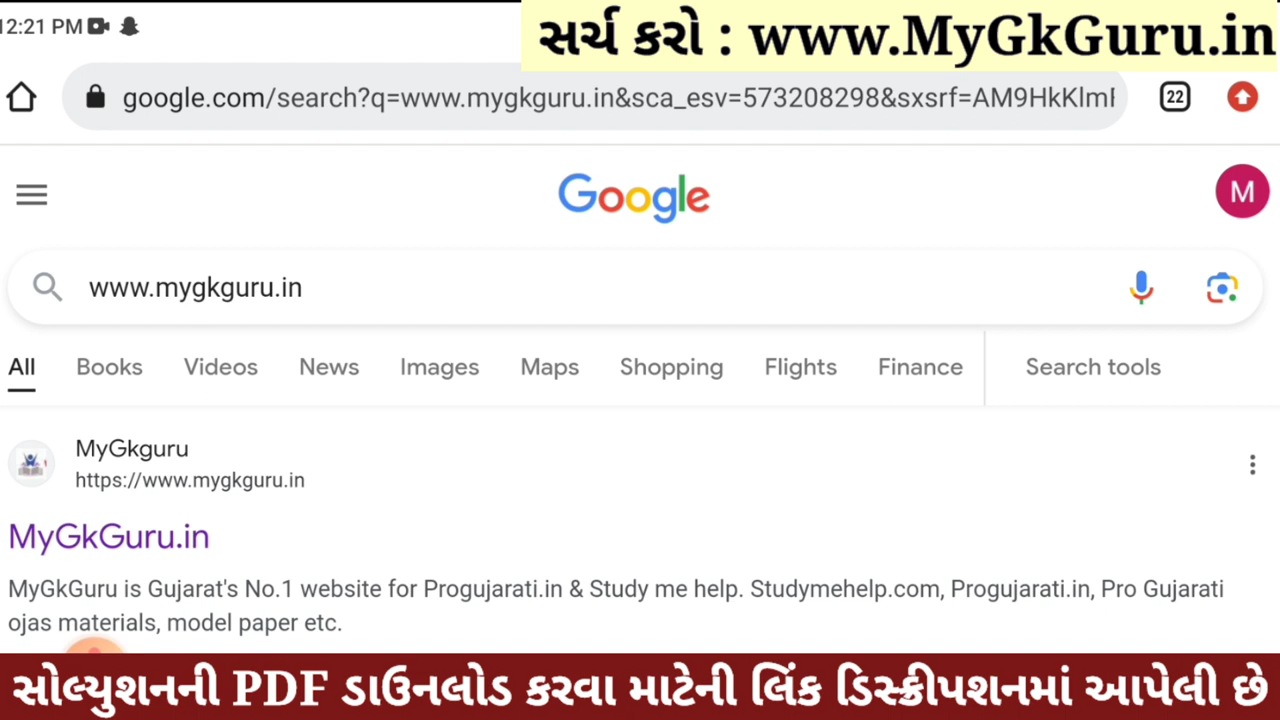 12:21 PM
સર્ચ કરો : www.MyGkGuru.in
google.com/search?q=www.mygkguru.in&sca_esv=573208298&sxsrf=AM9HkKlm
22
Google
M
www.mygkguru.in
All Books Videos News Images Maps Shopping Flights Finance Search tools
MyGkguru
https://www.mygkguru.in
MyGkGuru.in
MyGkGuru is Gujarat's No.1 website for Progujarati.in & Study me help. Studymehelp.com, Progujarati.in, Pro Gujarati
ojas materials, model paper etc.
સોલ્યુશનની PDF ડાઉનલોડ કરવા માટેની લિંક ડિસ્ક્રીપશનમાં આપેલી છે